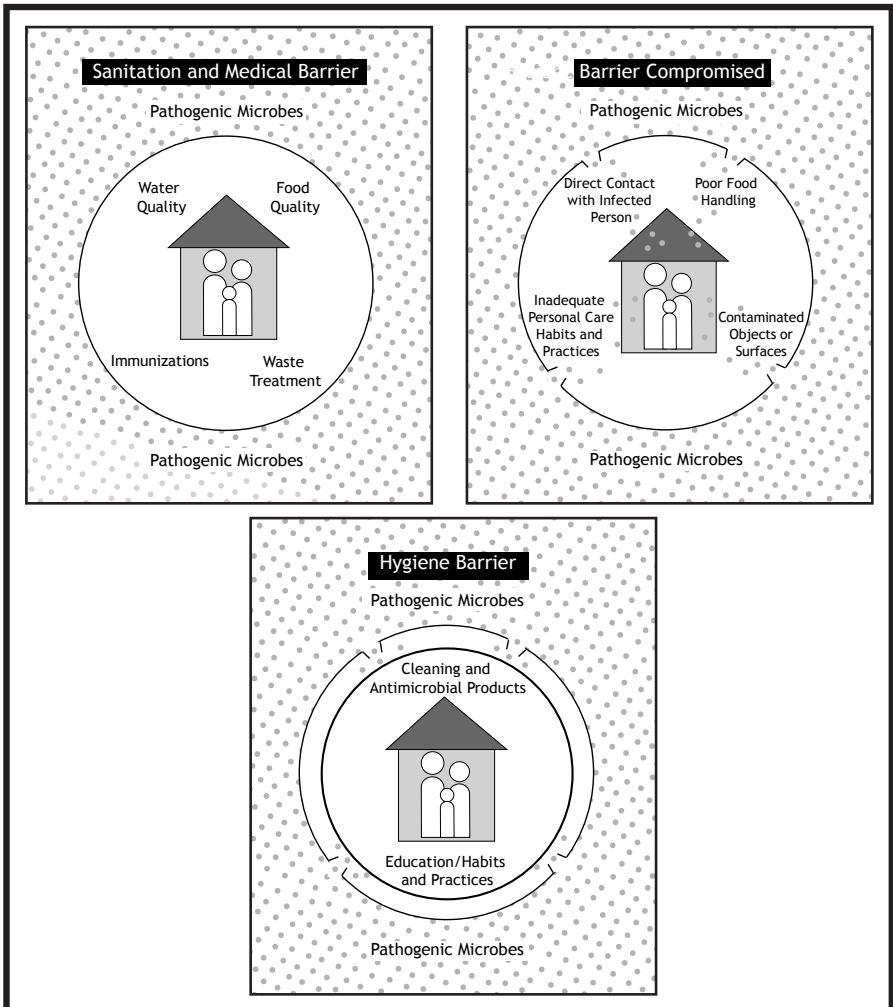 Sanitation and Medical Barrier
Pathogenic Microbes
Water
Quality
Food
Quality
Immunizations
Waste
Treatment
Pathogenic Microbes
Barrier Compromised
Pathogenic Microbes
Direct Contact
with Infected
Person
Poor Food
Handling
Inadequate
Personal Care
Habits and
Practices
Contaminated
Objects or
Surfaces
Pathogenic Microbes
Hygiene Barrier
Pathogenic Microbes
Cleaning and
Antimicrobial Products
Education/Habits
and Practices
Pathogenic Microbes